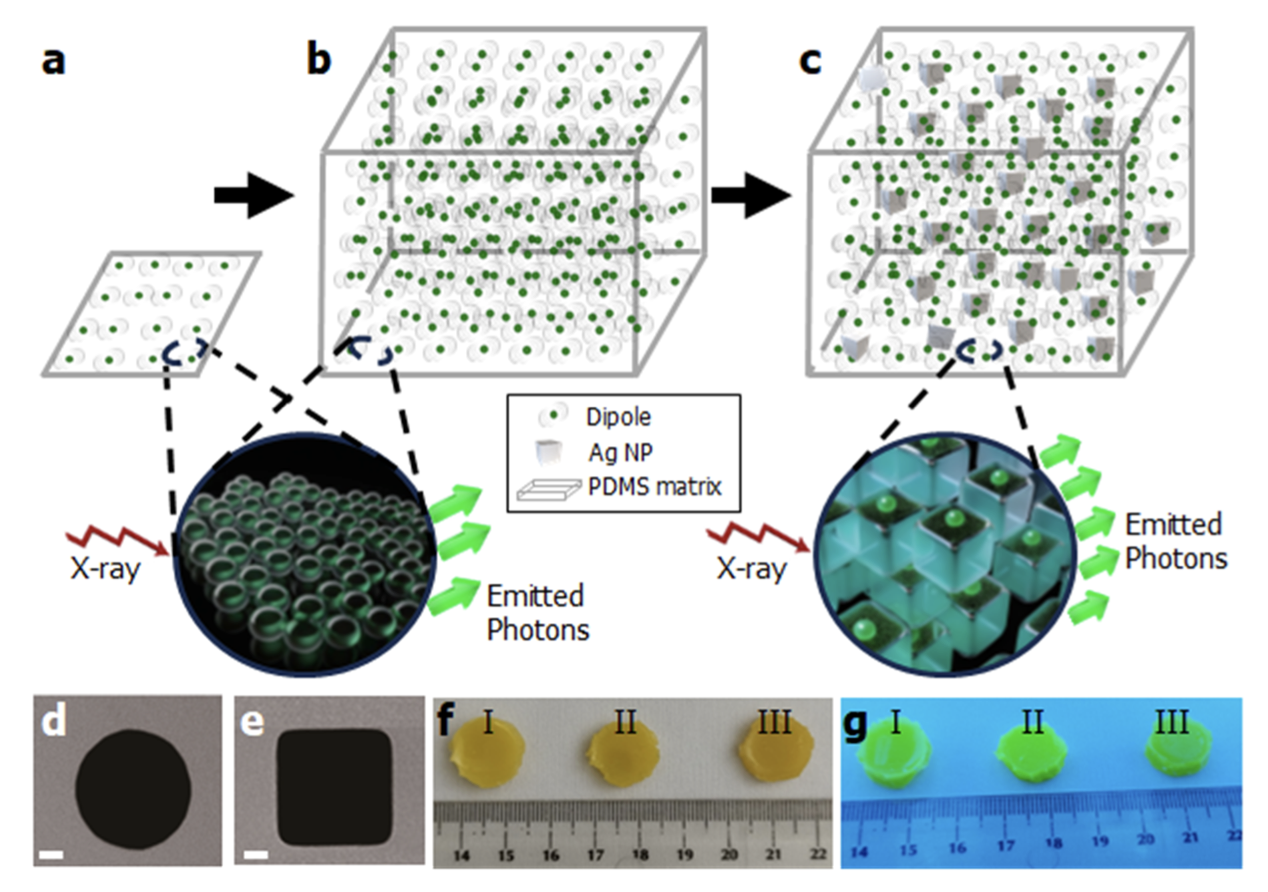 a
b
c
Dipole
Ag NP
PDMS matrix
X-ray
Emitted
Photons
X-ray
Emitted
Photons
d
e
f
I
II
III
14 15 16 17 18 19 20 21 22
g
I
II
III
14 15 16 17 18 19 20 21 22